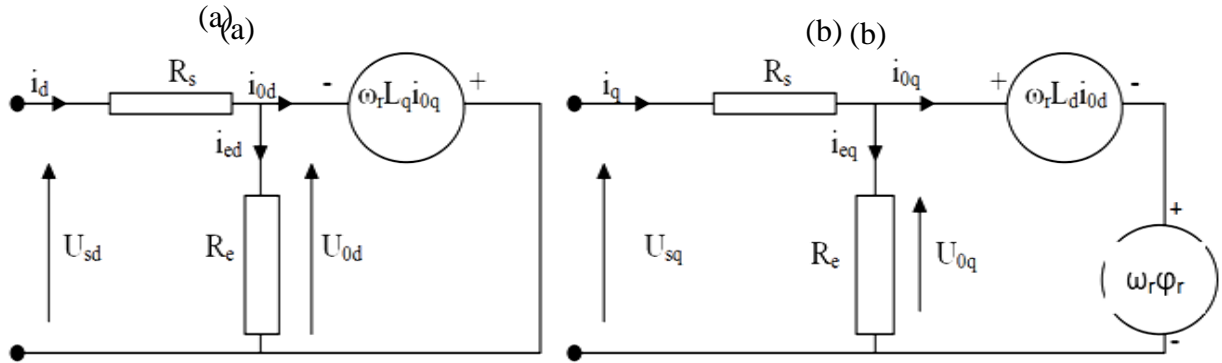 (a)(a)
(b) (b)
i_d R_s i_0d - ω_rL_qi_0q +
i_ed
U_sd R_e U_0d
i_q R_s i_0q + ω_rL_di_0d -
i_eq
+
U_sq R_e U_0q ω_rφ_r
-